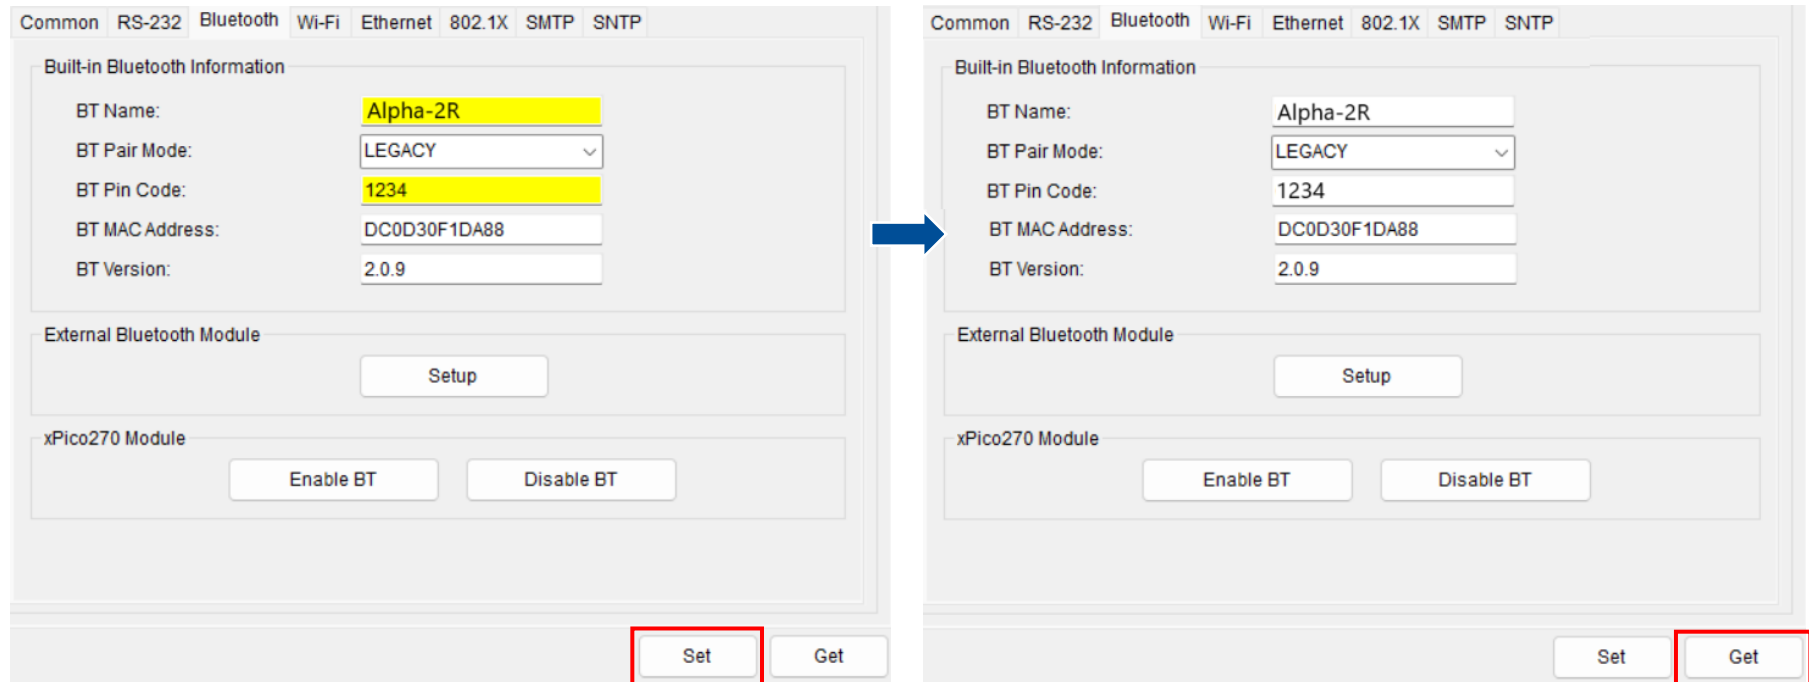 Common RS-232 Bluetooth Wi-Fi Ethernet 802.1X SMTP SNTP
Built-in Bluetooth Information
BT Name: Alpha-2R
BT Pair Mode: LEGACY
BT Pin Code: 1234
BT MAC Address: DC0D30F1DA88
BT Version: 2.0.9
External Bluetooth Module
Setup
xPico270 Module
Enable BT Disable BT
Set Get
Common RS-232 Bluetooth Wi-Fi Ethernet 802.1X SMTP SNTP
Built-in Bluetooth Information
BT Name: Alpha-2R
BT Pair Mode: LEGACY
BT Pin Code: 1234
BT MAC Address: DC0D30F1DA88
BT Version: 2.0.9
External Bluetooth Module
Setup
xPico270 Module
Enable BT Disable BT
Set Get